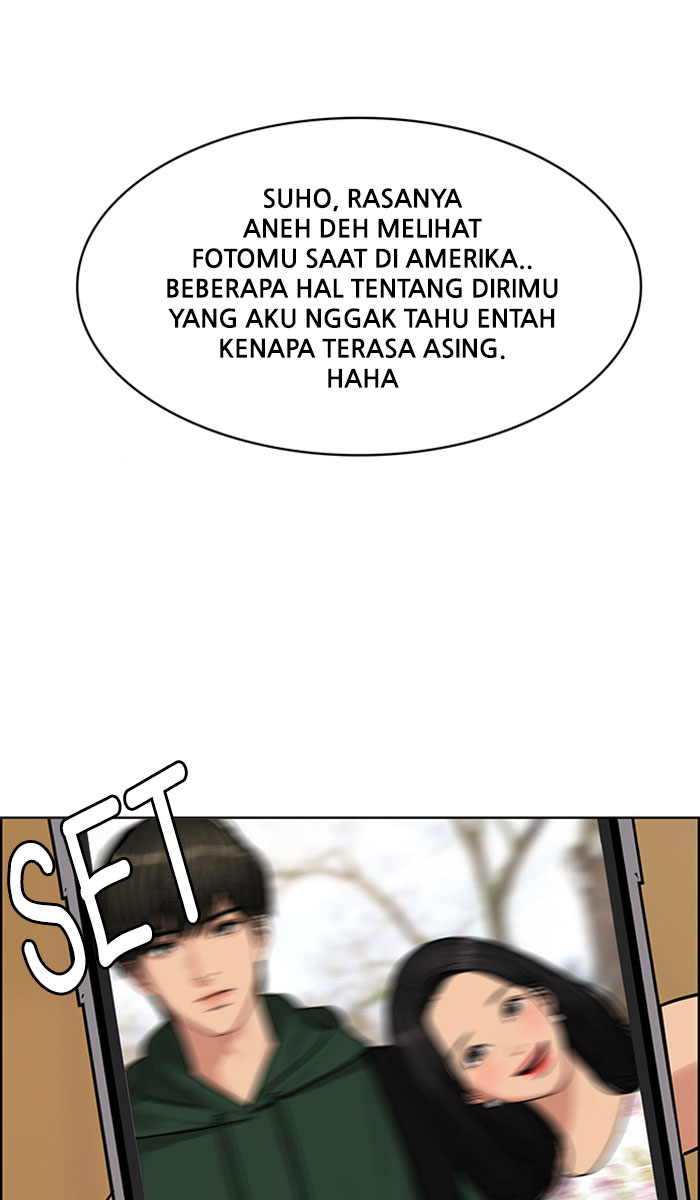 SUHO, RASANYA
ANEH DEH MELIHAT
FOTOMU SAAT DI AMERIKA..
BEBERAPA HAL TENTANG DIRIMU
YANG AKU NGGAK TAHU ENTAH
KENAPA TERASA ASING.
HAHA
SET